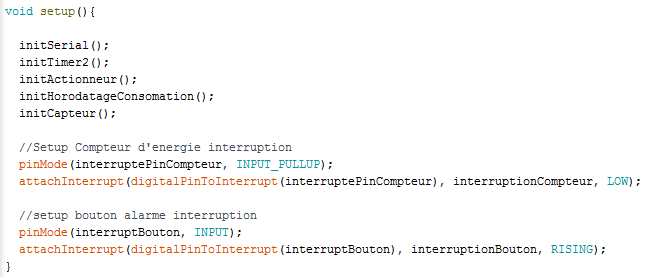 void setup(){
initSerial();
initTimer2();
initActionneur();
initHorodatageConsomation();
initCapteur();
//Setup Compteur d'energie interruption
pinMode(interruptePinCompteur, INPUT_PULLUP);
attachInterrupt(digitalPinToInterrupt(interruptePinCompteur), interruptionCompteur, LOW);
//setup bouton alarme interruption
pinMode(interruptBouton, INPUT);
attachInterrupt(digitalPinToInterrupt(interruptBouton), interruptionBouton, RISING);
}